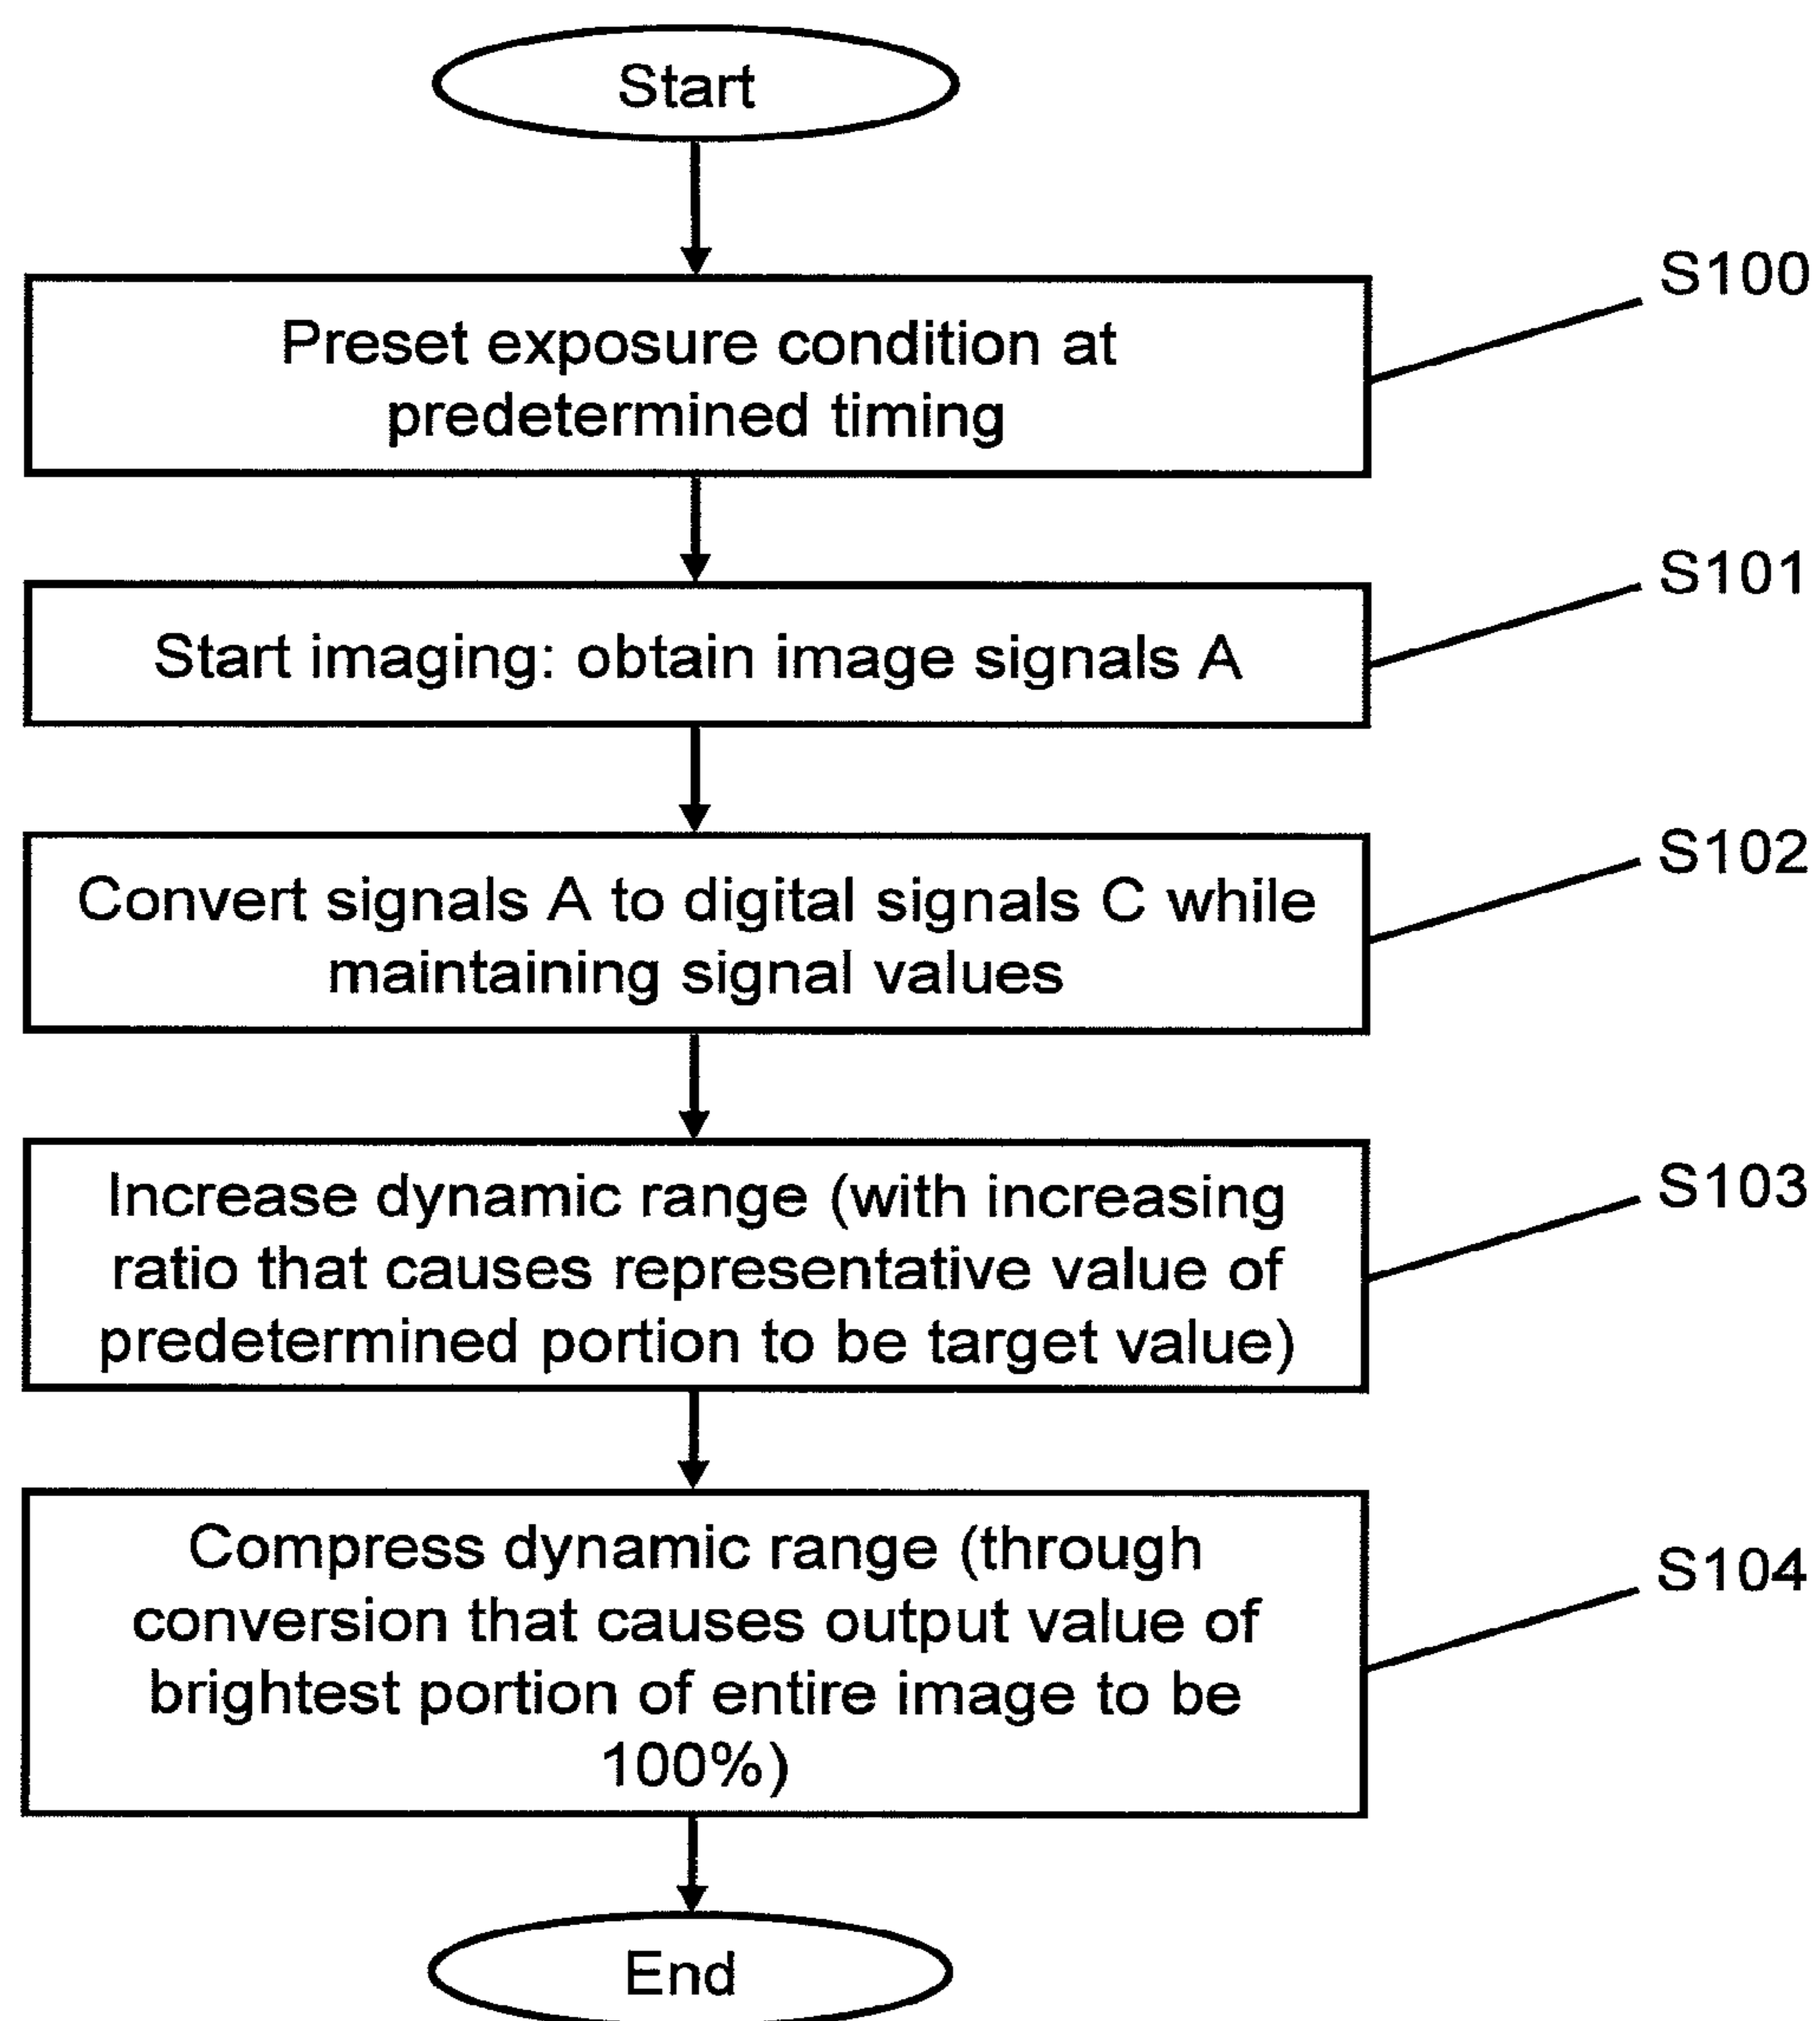 Start
S100
Preset exposure condition at
predetermined timing
S101
Start imaging: obtain image signals A
S102
Convert signals A to digital signals C while
maintaining signal values
S103
Increase dynamic range (with increasing
ratio that causes representative value of
predetermined portion to be target value)
S104
Compress dynamic range (through
conversion that causes output value of
brightest portion of entire image to be
100%)
End